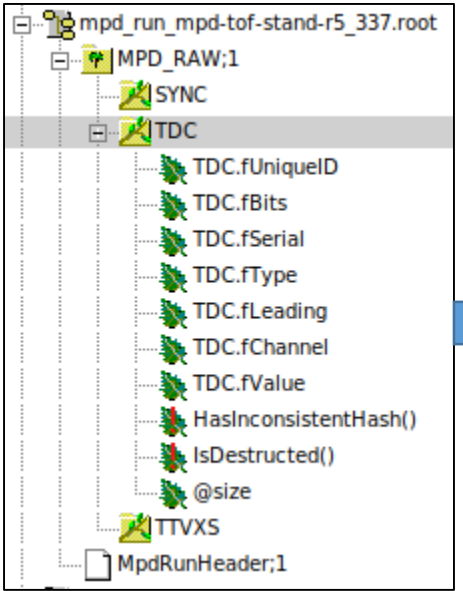 mpd_run_mpd-tof-stand-r5_337.root
MPD_RAW;1
SYNC
TDC
TDC.fUniqueID
TDC.fBits
TDC.fSerial
TDC.fType
TDC.fLeading
TDC.fChannel
TDC.fValue
HasInconsistentHash()
IsDestructed()
@size
TTVXS
MpdRunHeader;1